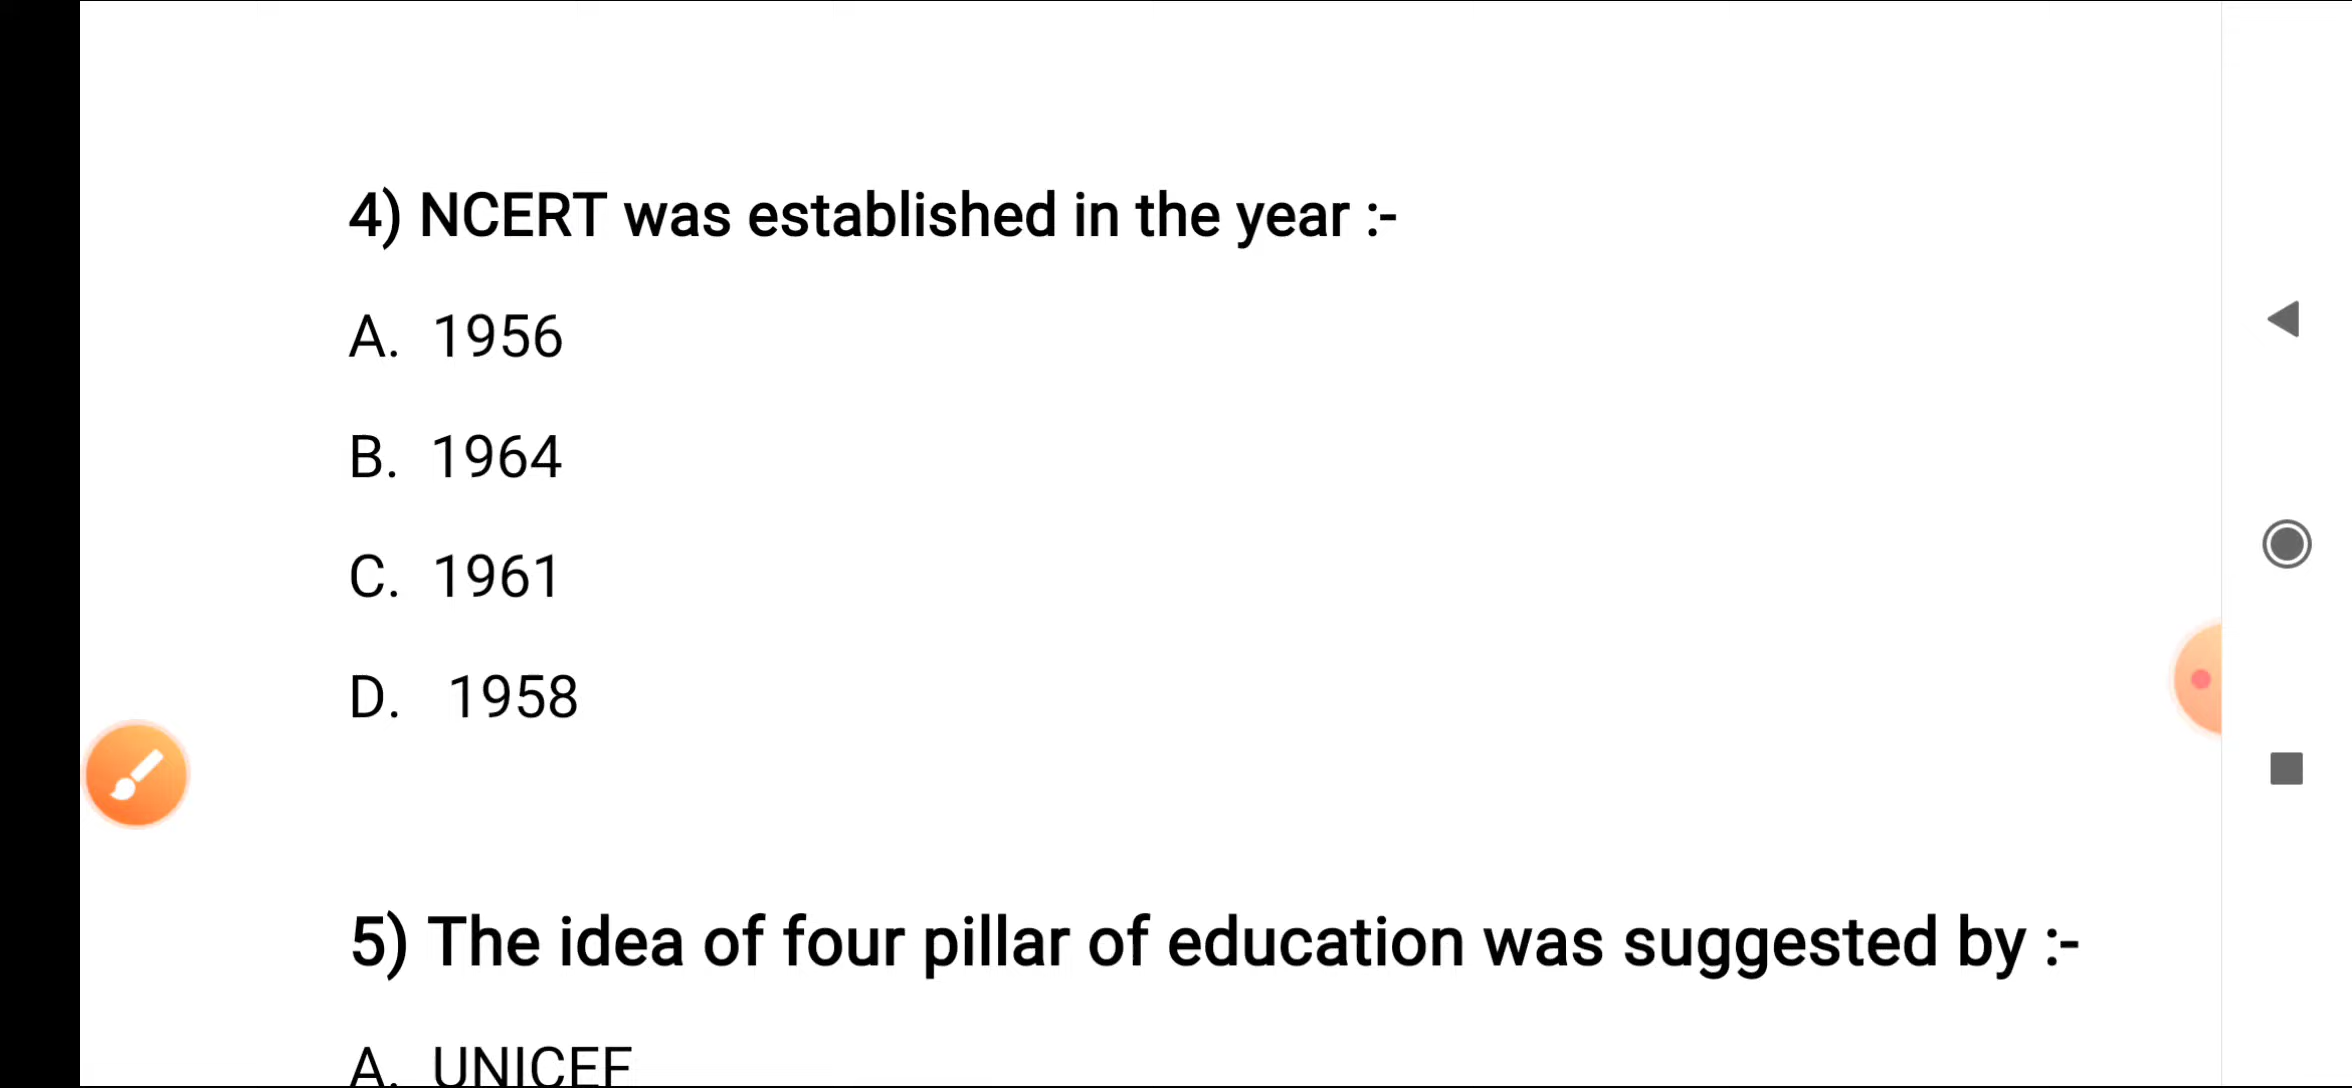 4) NCERT was established in the year :-
A. 1956
B. 1964
C. 1961
D. 1958
5) The idea of four pillar of education was suggested by :-
A. UNICEF